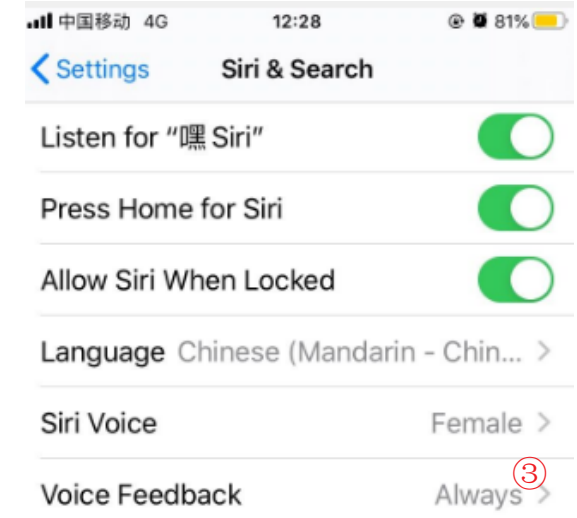 中国移动 4G 12:28 81%
Settings Siri & Search
Listen for “嘿 Siri”
Press Home for Siri
Allow Siri When Locked
Language Chinese (Mandarin - Chin...
Siri Voice Female
③
Voice Feedback Always